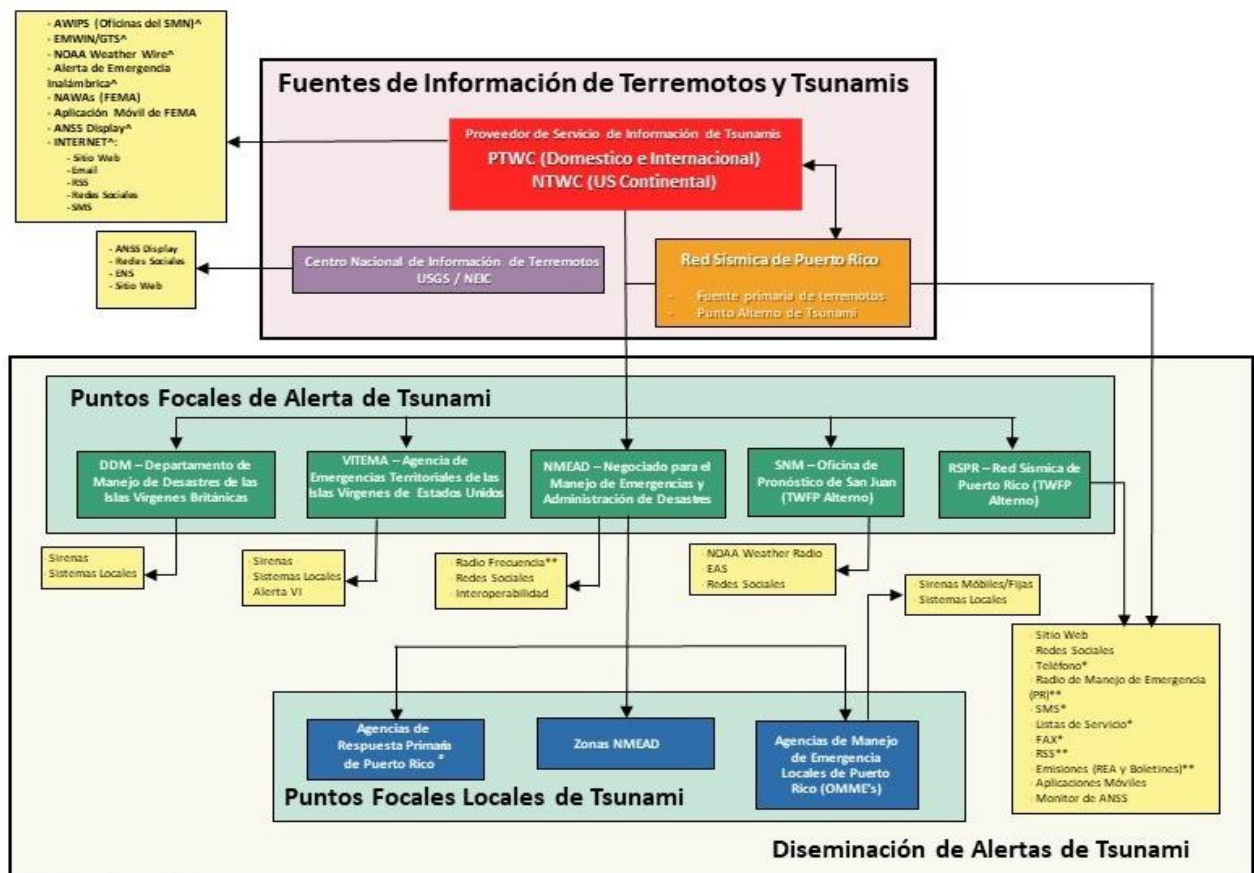 - AWIPS (Oficinas del SMN)^
- EMWIN/GTS^
- NOAA Weather Wire^
- Alerta de Emergencia
Inalámbrica^
- NAWAs (FEMA)
- Aplicación Móvil de FEMA
- ANSS Display^
- INTERNET^:
- Sitio Web
- Email
- RSS
- Redes Sociales
- SMS
Fuentes de Información de Terremotos y Tsunamis
Proveedor de Servicio de Información de Tsunamis
PTWC (Domestico e Internacional)
NTWC (US Continental)
- ANSS Display
- Redes Sociales
- ENS
- Sitio Web
Centro Nacional de Información de Terremotos
USGS / NEIC
Red Sísmica de Puerto Rico
- Fuente primaria de terremotos
- Punto Alterno de Tsunami
Puntos Focales de Alerta de Tsunami
DDM – Departamento de
Manejo de Desastres de las
Islas Vírgenes Británicas
VITEMA – Agencia de
Emergencias Territoriales de las
Islas Vírgenes de Estados Unidos
NMEAD – Negociado para el
Manejo de Emergencias y
Administración de Desastres
SNM – Oficina de
Pronóstico de San Juan
(TWFP Alterno)
RSPR – Red Sísmica de
Puerto Rico (TWFP
Alterno)
· Sirenas
· Sistemas Locales
· Sirenas
· Sistemas Locales
· Alerta VI
· Radio Frecuencia**
· Redes Sociales
· Interoperabilidad
· NOAA Weather Radio
· EAS
· Redes Sociales
· Sirenas Móbiles/Fijas
· Sistemas Locales
· Sitio Web
· Redes Sociales
· Teléfono*
· Radio de Manejo de Emergencia
(PR)**
· SMS*
· Listas de Servicio*
· FAX*
· RSS**
· Emisiones (REA y Boletines)**
· Aplicaciones Móviles
· Monitor de ANSS
Agencias de
Respuesta Primaria
de Puerto Rico °
Zonas NMEAD
Agencias de Manejo
de Emergencia
Locales de Puerto
Rico (OMME's)
Puntos Focales Locales de Tsunami
Diseminación de Alertas de Tsunami